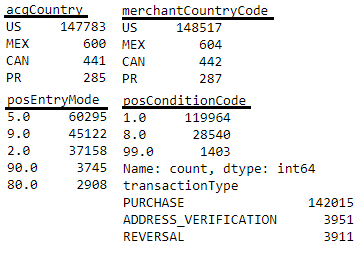 acqCountry
US 147783
MEX 600
CAN 441
PR 285
merchantCountryCode
US 148517
MEX 604
CAN 442
PR 287
posEntryMode
5.0 60295
9.0 45122
2.0 37158
90.0 3745
80.0 2908
posConditionCode
1.0 119964
8.0 28540
99.0 1403
Name: count, dtype: int64
transactionType
PURCHASE 142015
ADDRESS_VERIFICATION 3951
REVERSAL 3911